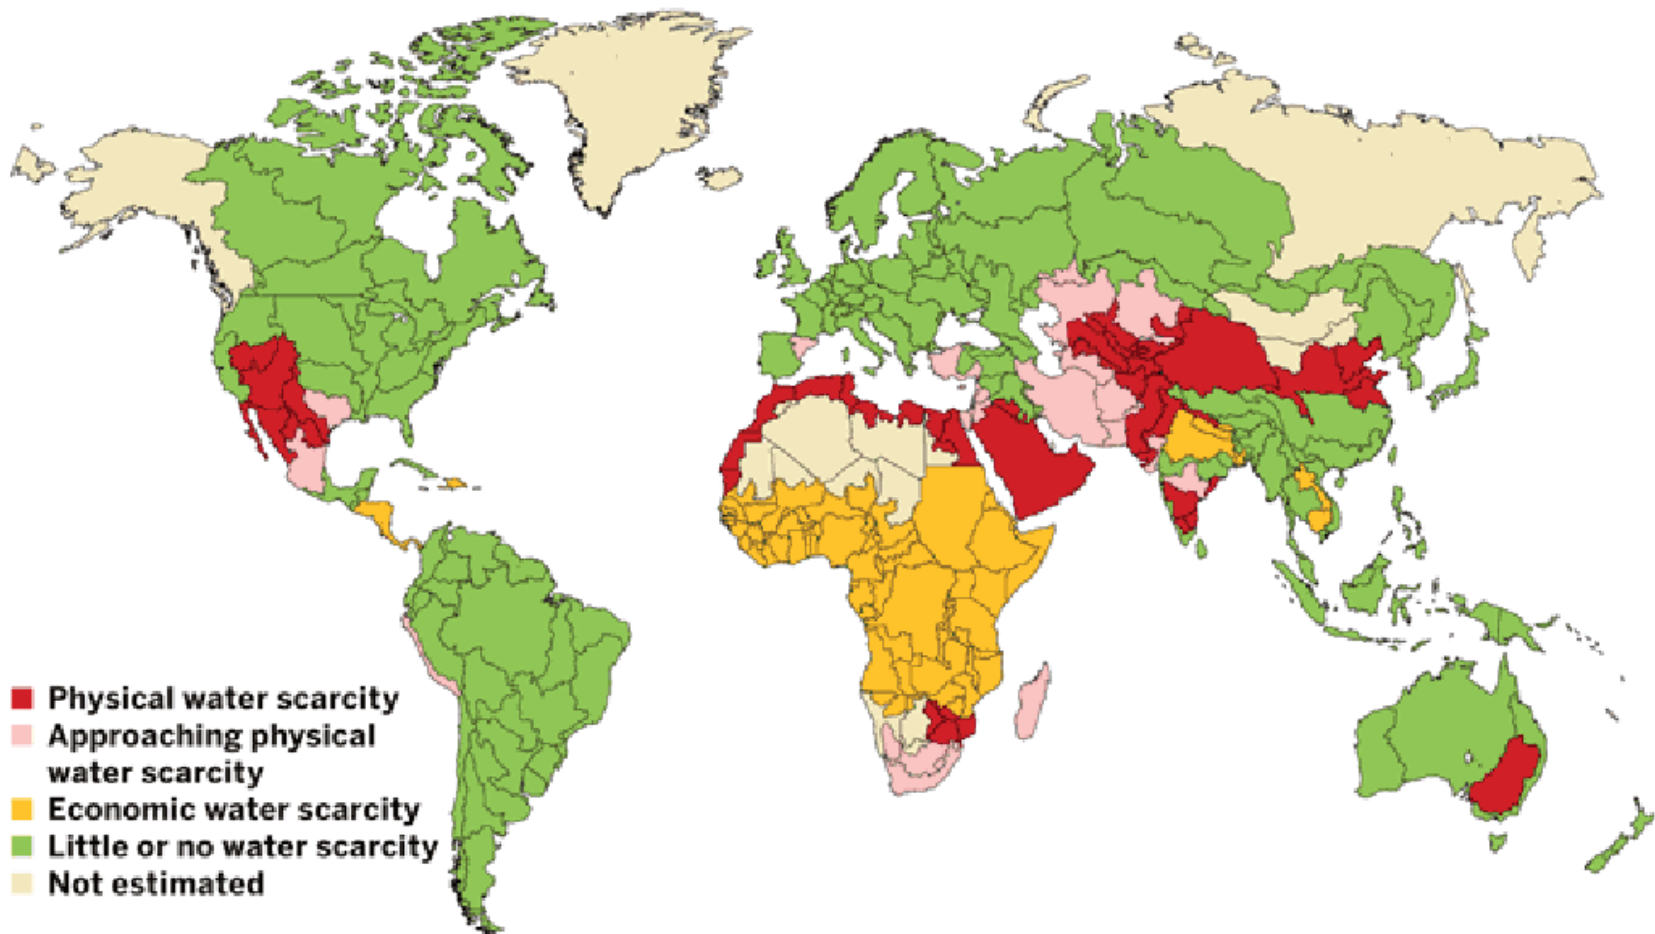 Physical water scarcity
Approaching physical
water scarcity
Economic water scarcity
Little or no water scarcity
Not estimated